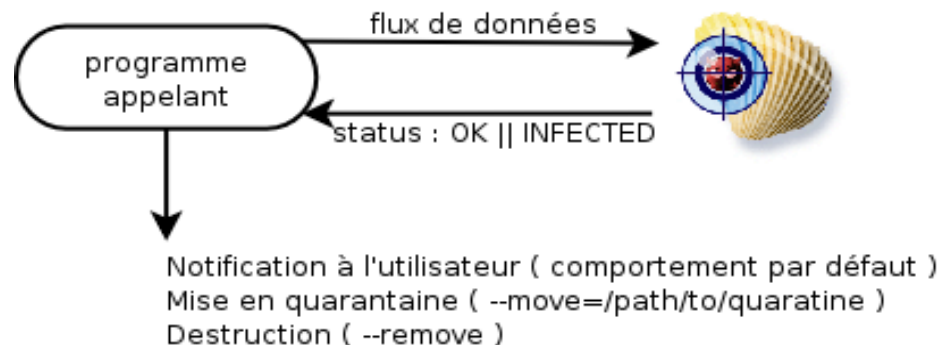 flux de données
programme
appelant
status : OK || INFECTED
Notification à l'utilisateur ( comportement par défaut )
Mise en quarantaine ( --move=/path/to/quaratine )
Destruction ( --remove )